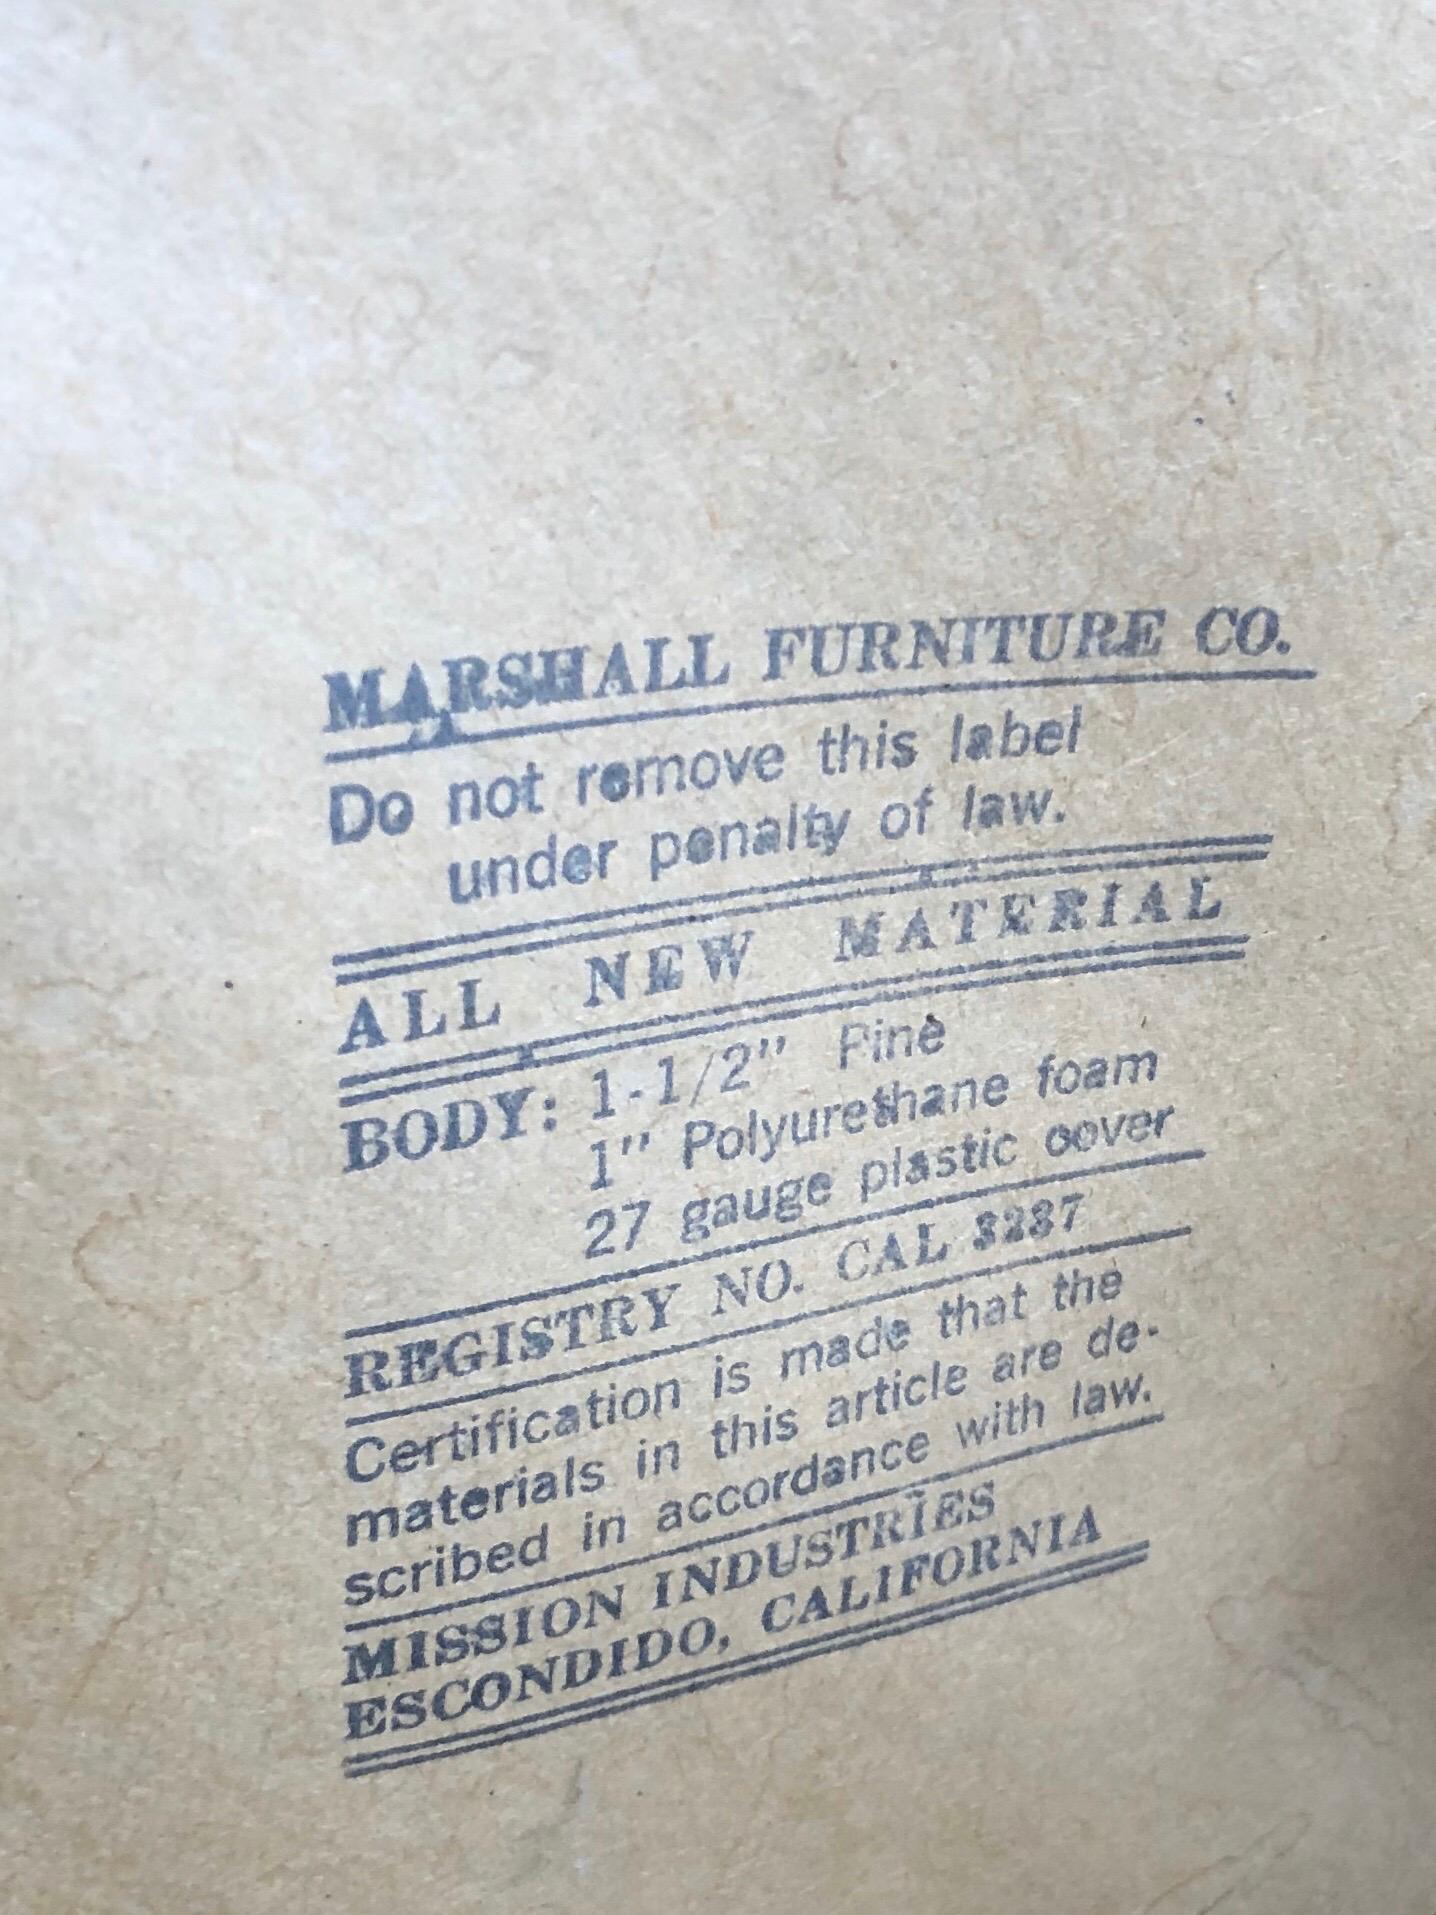 MARSHALL FURNITURE CO.
Do not remove this label
under penalty of law.
ALL NEW MATERIAL
BODY: 1-1/2" Pine
1" Polyurethane foam
27 gauge plastic cover
REGISTRY NO. CAL 3237
Certification is made that the
materials in this article are de-
scribed in accordance with law.
MISSION INDUSTRIES
ESCONDIDO, CALIFORNIA